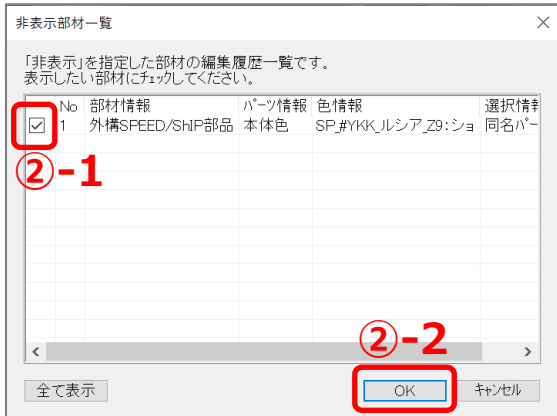 非表示部材一覧
「非表示」を指定した部材の編集履歴一覧です。
表示したい部材にﾁｪｯｸしてください。
No 部材情報 ﾊﾟｰﾂ情報 色情報 選択情報
1 外構SPEED/ShIP部品 本体色 SP_#YKK_ルシア_Z9:ショ 同名ﾊﾟｰ
②-1
②-2
全て表示 OK ｷｬﾝｾﾙ